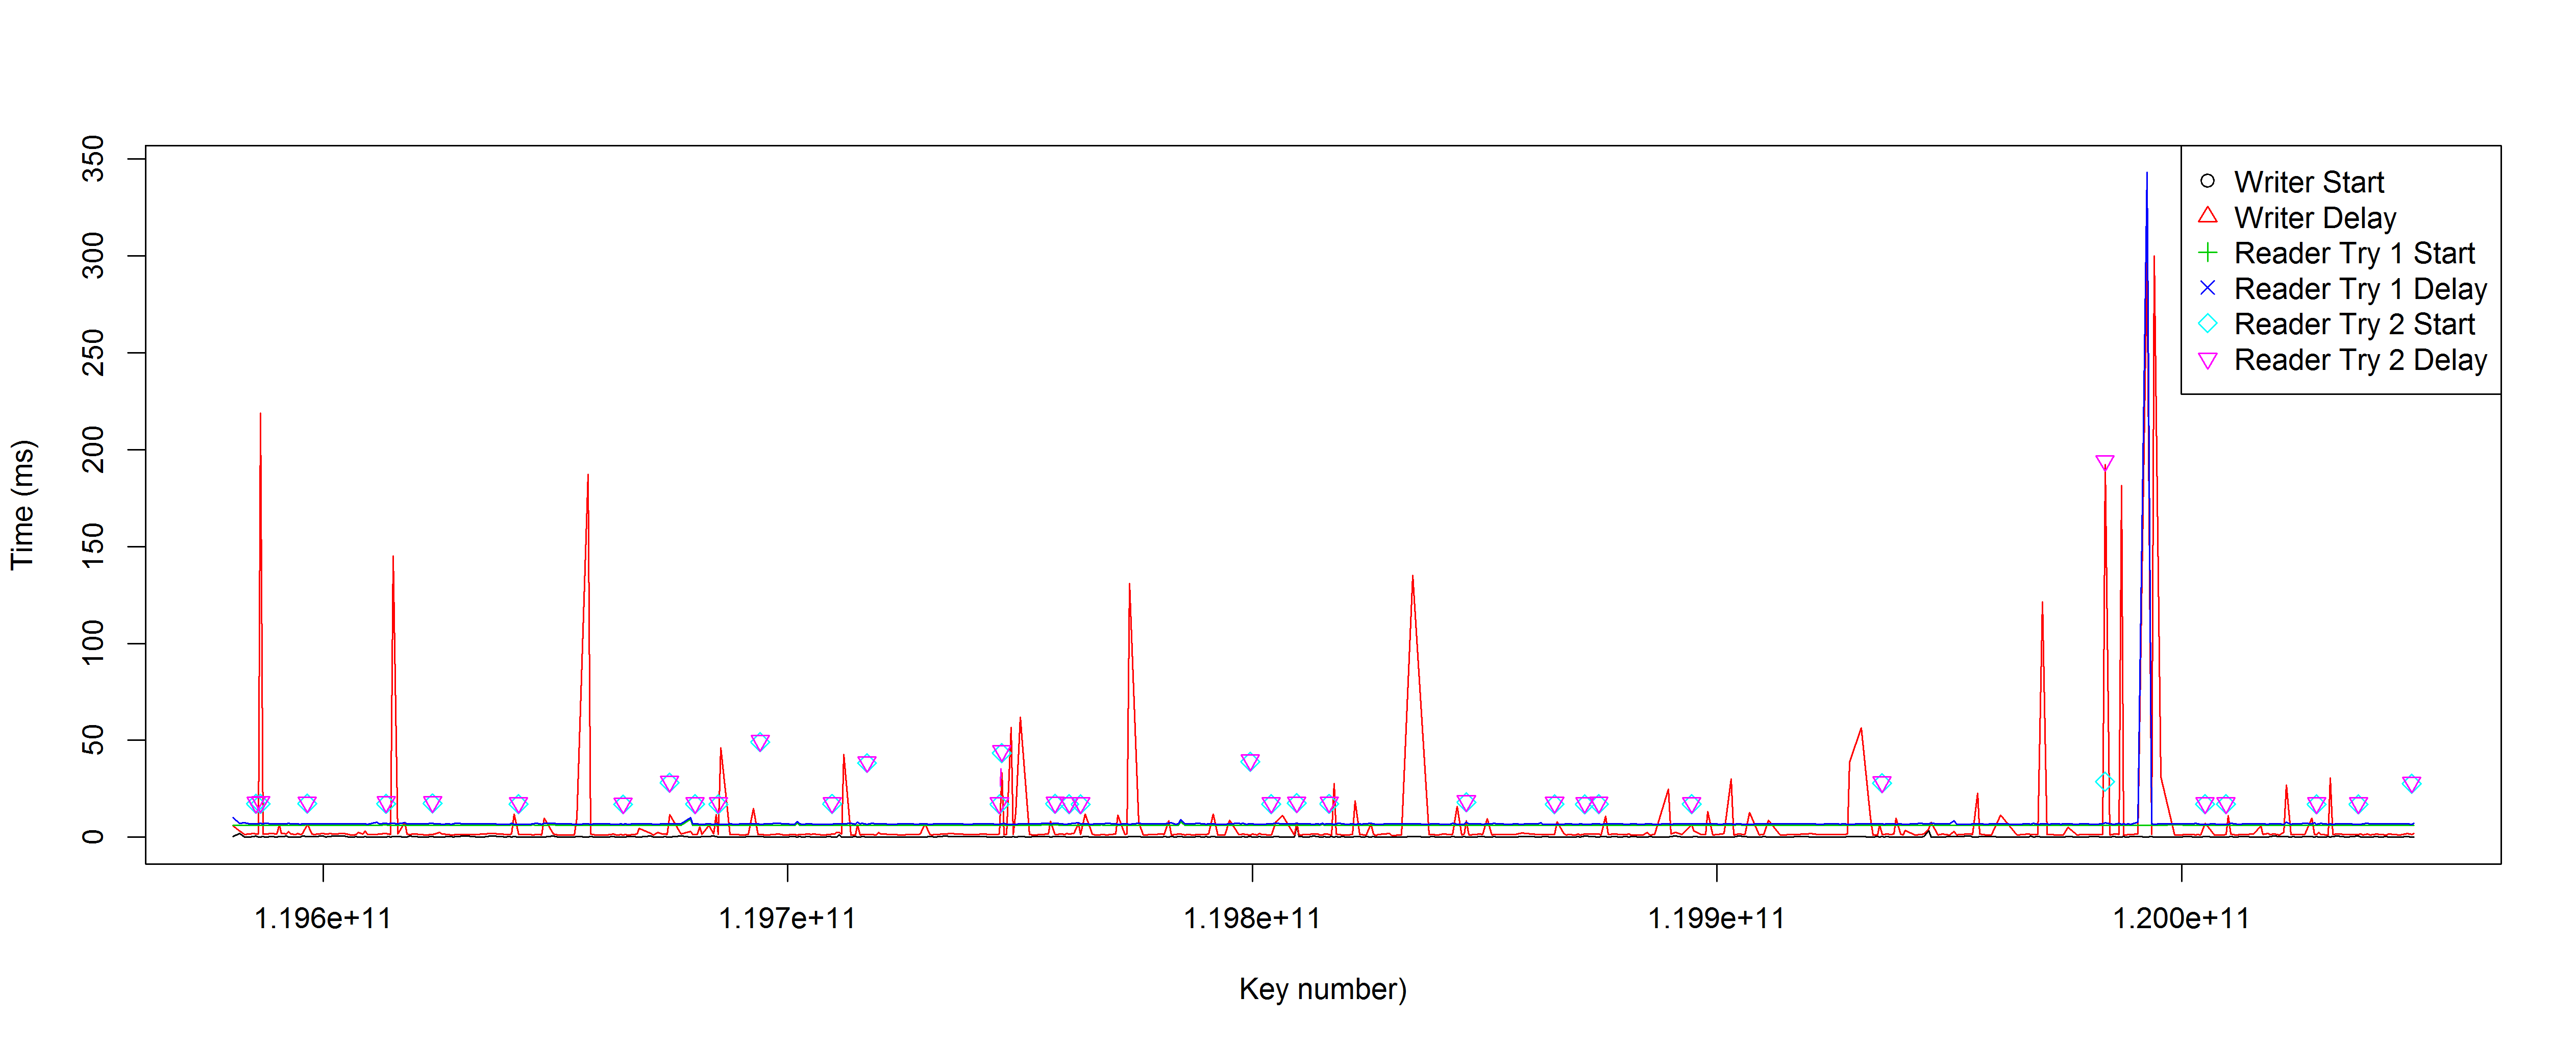 350
300
250
200
150
100
50
0
Time (ms)
Writer Start
Writer Delay
Reader Try 1 Start
Reader Try 1 Delay
Reader Try 2 Start
Reader Try 2 Delay
1.196e+11 1.197e+11 1.198e+11 1.199e+11 1.200e+11
Key number)